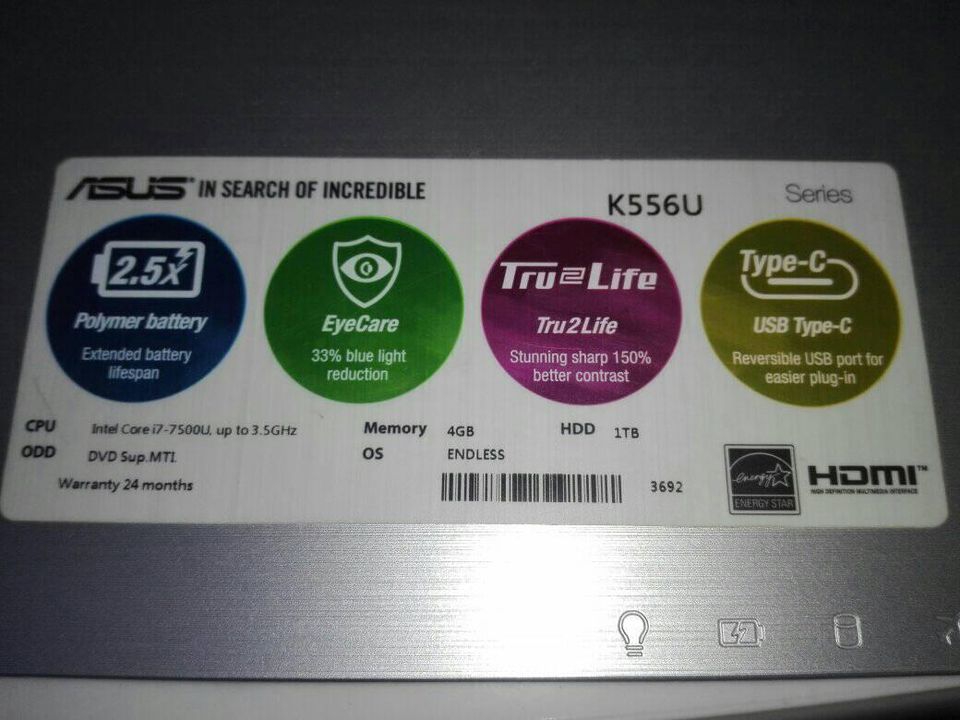 ASUS IN SEARCH OF INCREDIBLE
K556U Series
2.5X
Polymer battery
Extended battery
lifespan
EyeCare
33% blue light
reduction
Tru2Life
Tru2Life
Stunning sharp 150%
better contrast
Type-C
USB Type-C
Reversible USB port for
easier plug-in
CPU Intel Core i7-7500U, up to 3.5GHz Memory 4GB HDD 1TB
ODD DVD Sup.MTI. OS ENDLESS
Warranty 24 months
3692
energy
ENERGY STAR
HDMI™
HIGH DEFINITION MULTIMEDIA INTERFACE